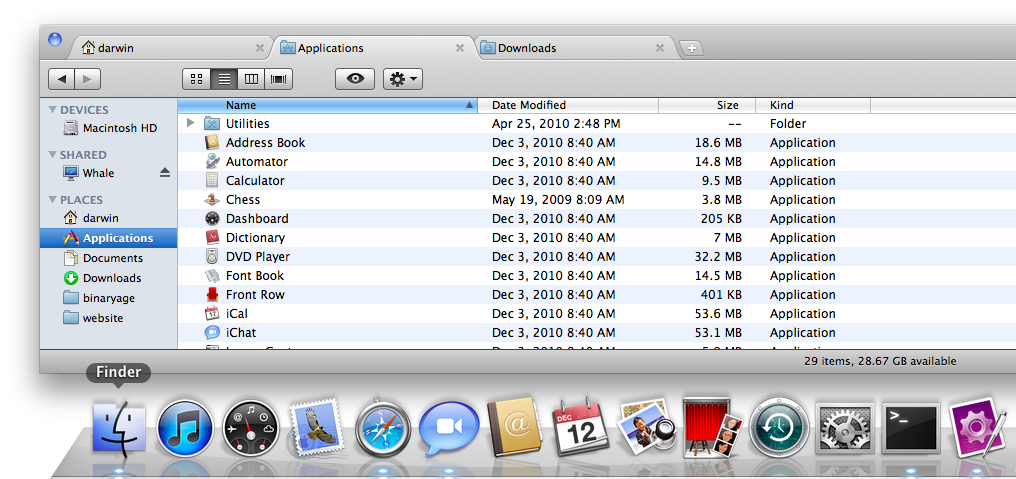 darwin Applications Downloads
Name Date Modified Size Kind
DEVICES
Macintosh HD
SHARED
Whale
PLACES
darwin
Applications
Documents
Downloads
binaryage
website
Utilities Apr 25, 2010 2:48 PM -- Folder
Address Book Dec 3, 2010 8:40 AM 18.6 MB Application
Automator Dec 3, 2010 8:40 AM 14.8 MB Application
Calculator Dec 3, 2010 8:40 AM 9.5 MB Application
Chess May 19, 2009 8:09 AM 3.8 MB Application
Dashboard Dec 3, 2010 8:40 AM 205 KB Application
Dictionary Dec 3, 2010 8:40 AM 7 MB Application
DVD Player Dec 3, 2010 8:40 AM 32.2 MB Application
Font Book Dec 3, 2010 8:40 AM 14.5 MB Application
Front Row Dec 3, 2010 8:40 AM 401 KB Application
iCal Dec 3, 2010 8:40 AM 53.6 MB Application
iChat Dec 3, 2010 8:40 AM 53.1 MB Application
29 items, 28.67 GB available
Finder
DEC
12